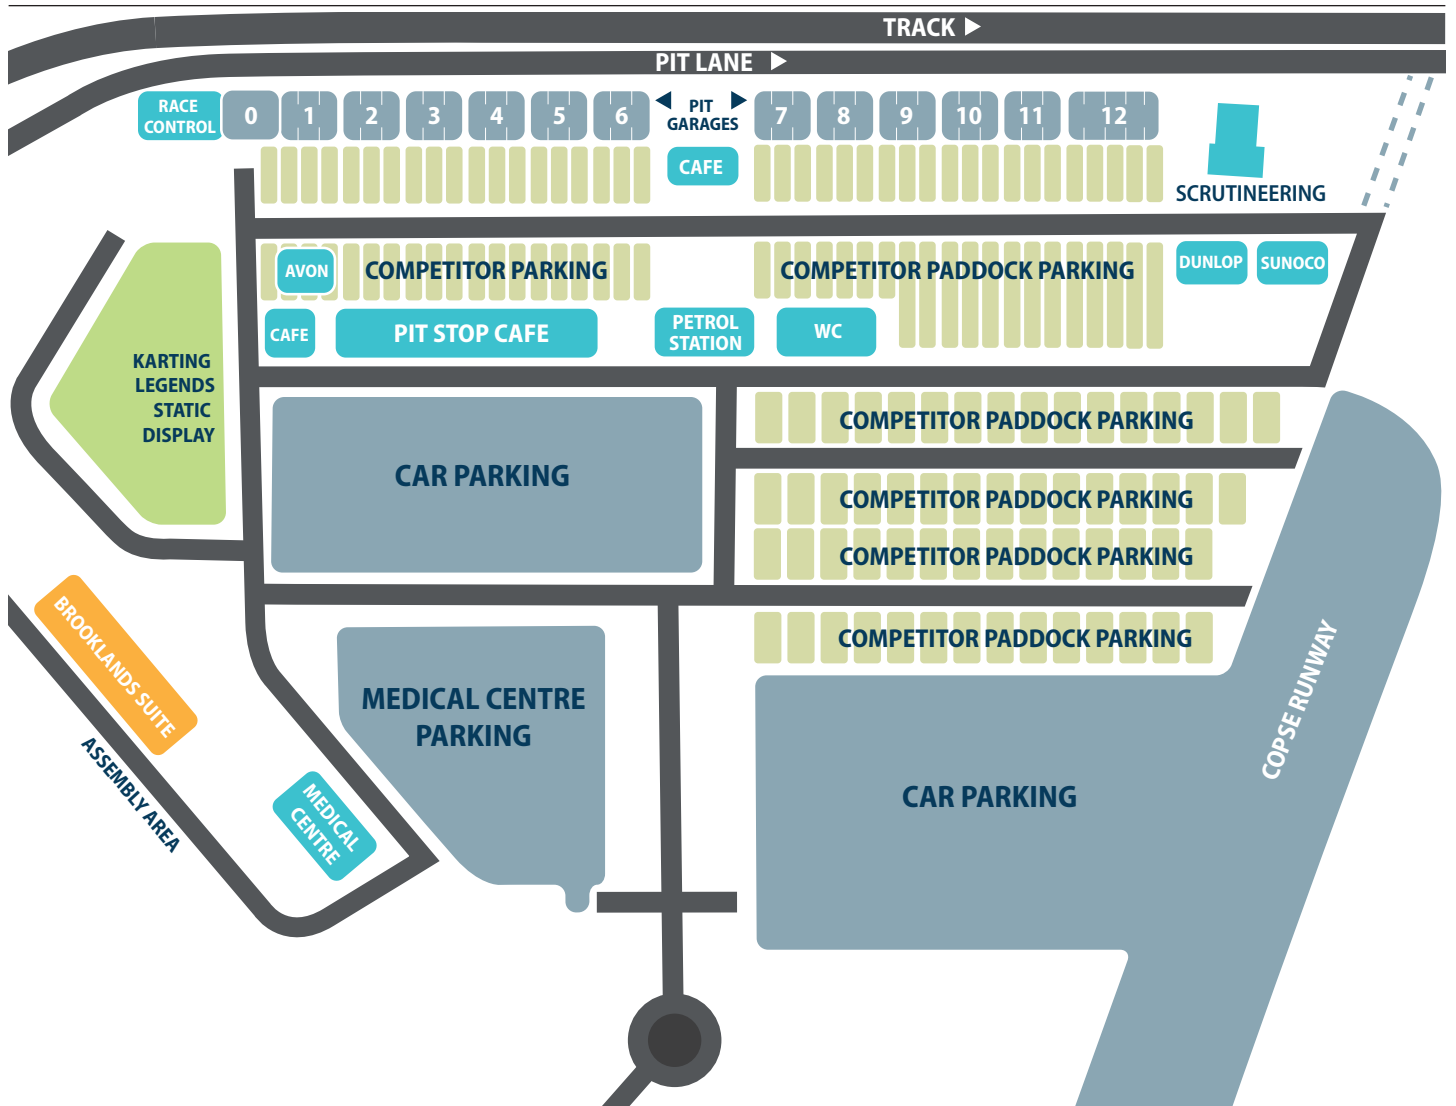 TRACK
PIT LANE
RACE
CONTROL
0
1
2
3
4
5
6
PIT
GARAGES
7
8
9
10
11
12
CAFE
SCRUTINEERING
AVON
COMPETITOR PARKING
COMPETITOR PADDOCK PARKING
DUNLOP
SUNOCO
CAFE
PIT STOP CAFE
PETROL
STATION
WC
KARTING
LEGENDS
STATIC
DISPLAY
CAR PARKING
COMPETITOR PADDOCK PARKING
COMPETITOR PADDOCK PARKING
COMPETITOR PADDOCK PARKING
COMPETITOR PADDOCK PARKING
BROOKLANDS SUITE
ASSEMBLY AREA
MEDICAL
CENTRE
MEDICAL CENTRE
PARKING
CAR PARKING
COPSE RUNWAY